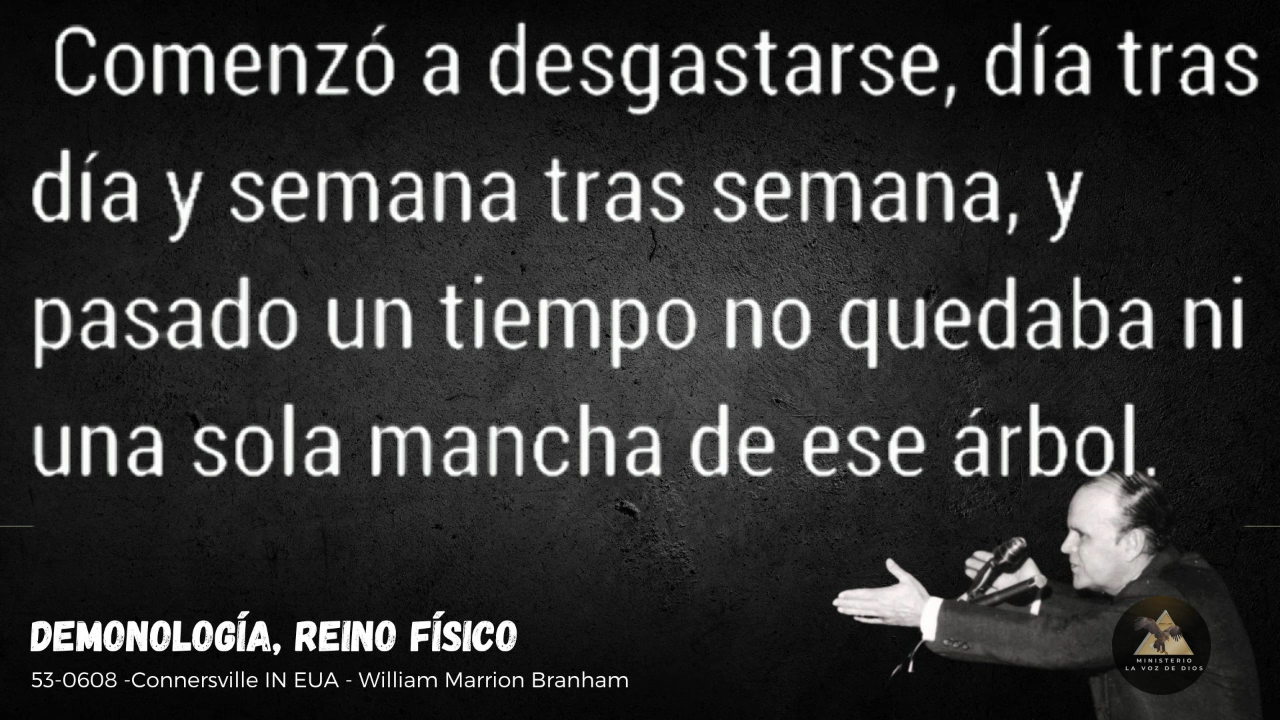 Comenzó a desgastarse, día tras
día y semana tras semana, y
pasado un tiempo no quedaba ni
una sola mancha de ese árbol.
DEMONOLOGÍA, REINO FÍSICO
53-0608 -Connersville IN EUA - William Marrion Branham
MINISTERIO
LA VOZ DE DIOS